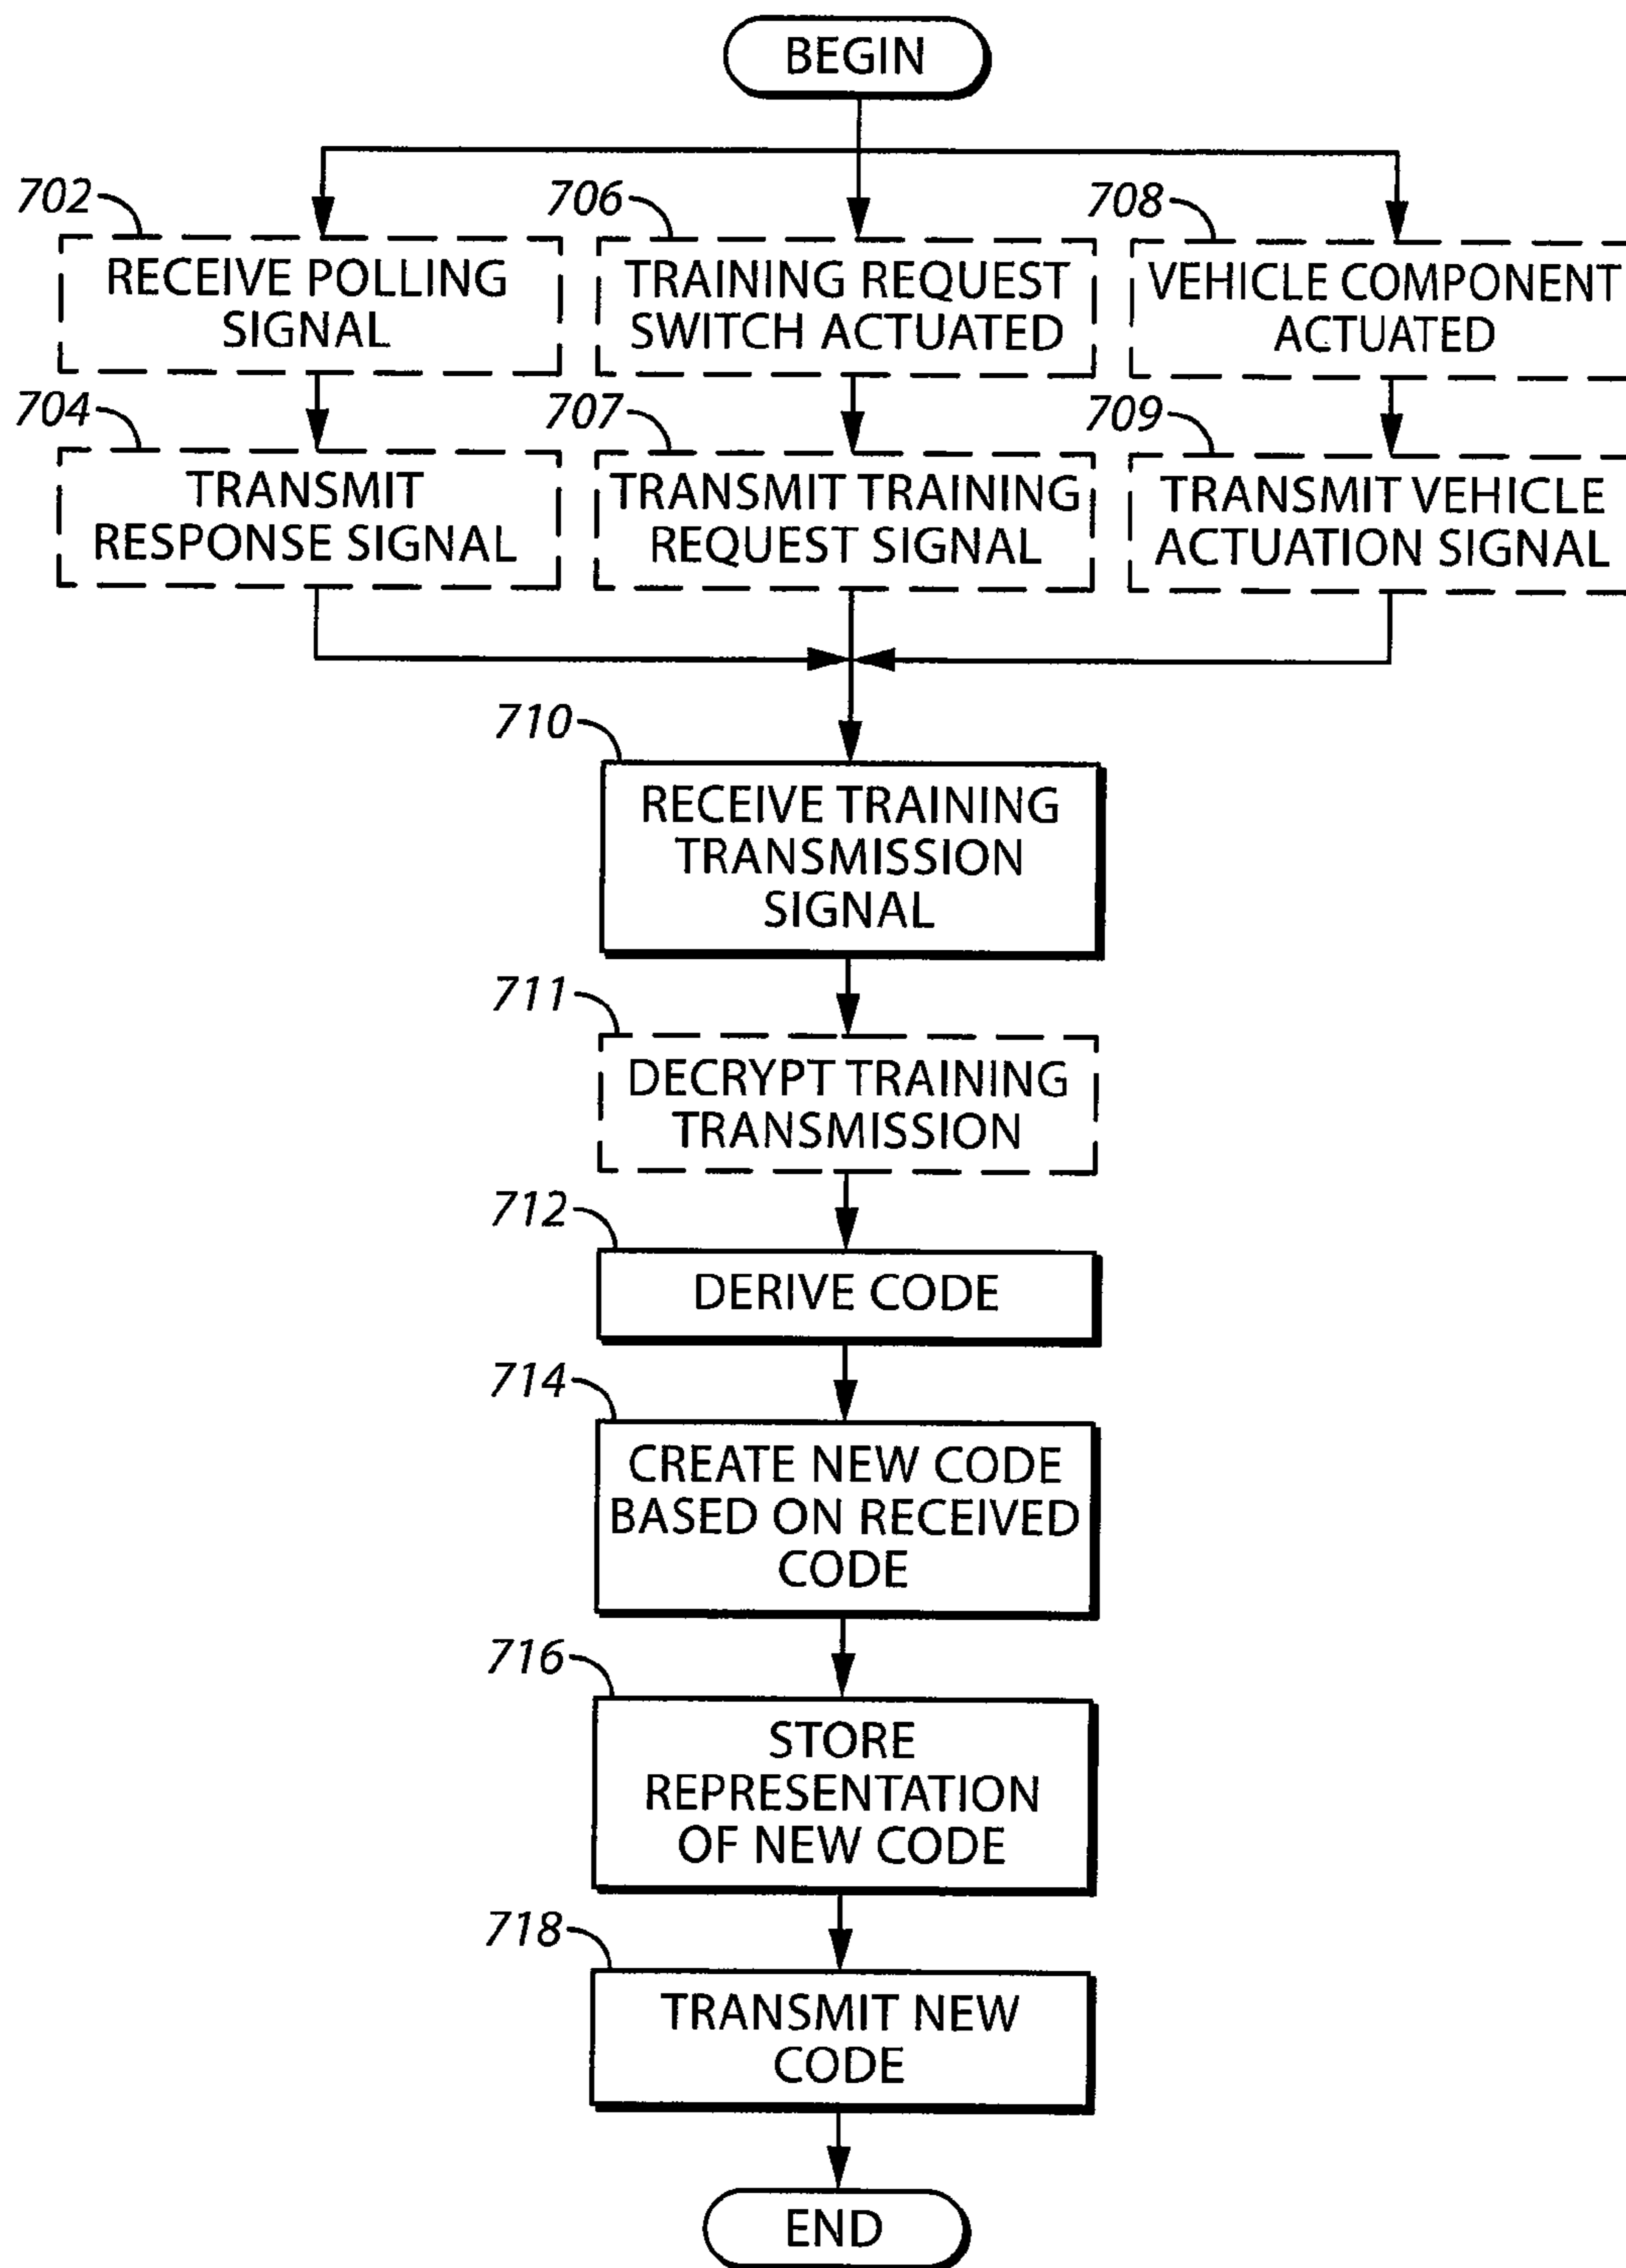 BEGIN
702
RECEIVE POLLING
SIGNAL
706
TRAINING REQUEST
SWITCH ACTUATED
708
VEHICLE COMPONENT
ACTUATED
704
TRANSMIT
RESPONSE SIGNAL
707
TRANSMIT TRAINING
REQUEST SIGNAL
709
TRANSMIT VEHICLE
ACTUATION SIGNAL
710
RECEIVE TRAINING
TRANSMISSION
SIGNAL
711
DECRYPT TRAINING
TRANSMISSION
712
DERIVE CODE
714
CREATE NEW CODE
BASED ON RECEIVED
CODE
716
STORE
REPRESENTATION
OF NEW CODE
718
TRANSMIT NEW
CODE
END